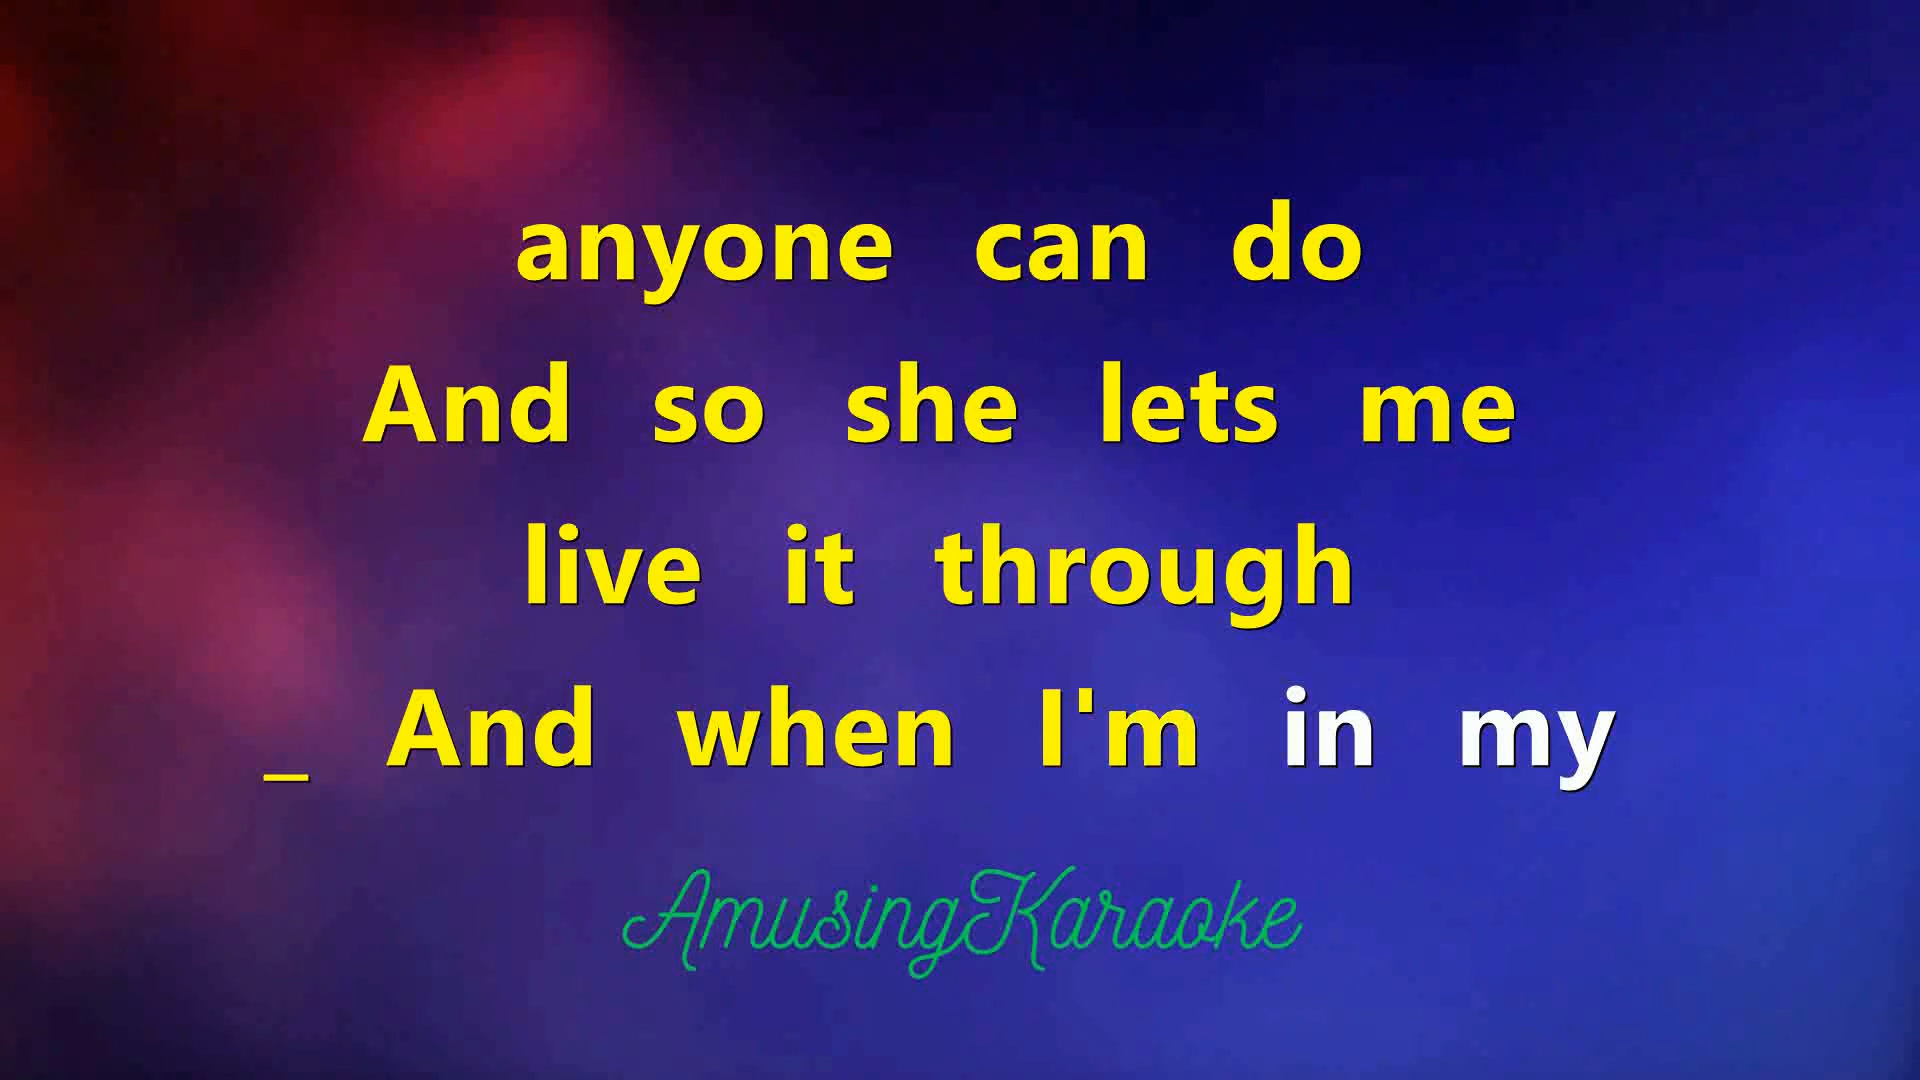 anyone can do
And so she lets me
live it through
_ And when I'm in my
AmusingKaraoke